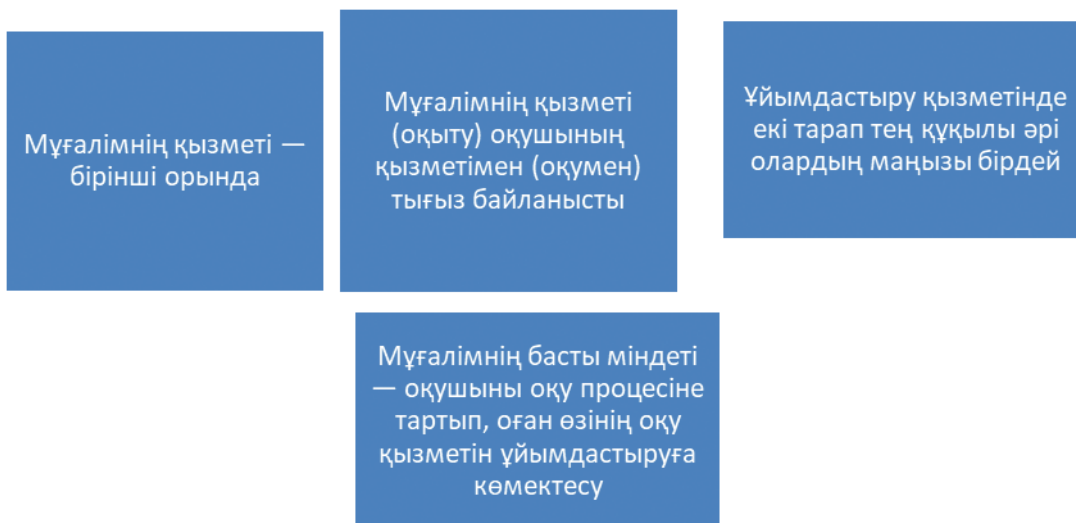 Мұғалімнің қызметі —
бірінші орында
Мұғалімнің қызметі
(оқыту) оқушының
қызметімен (оқумен)
тығыз байланысты
Ұйымдастыру қызметінде
екі тарап тең құқылы әрі
олардың маңызы бірдей
Мұғалімнің басты міндеті
— оқушыны оқу процесіне
тартып, оған өзінің оқу
қызметін ұйымдастыруға
көмектесу